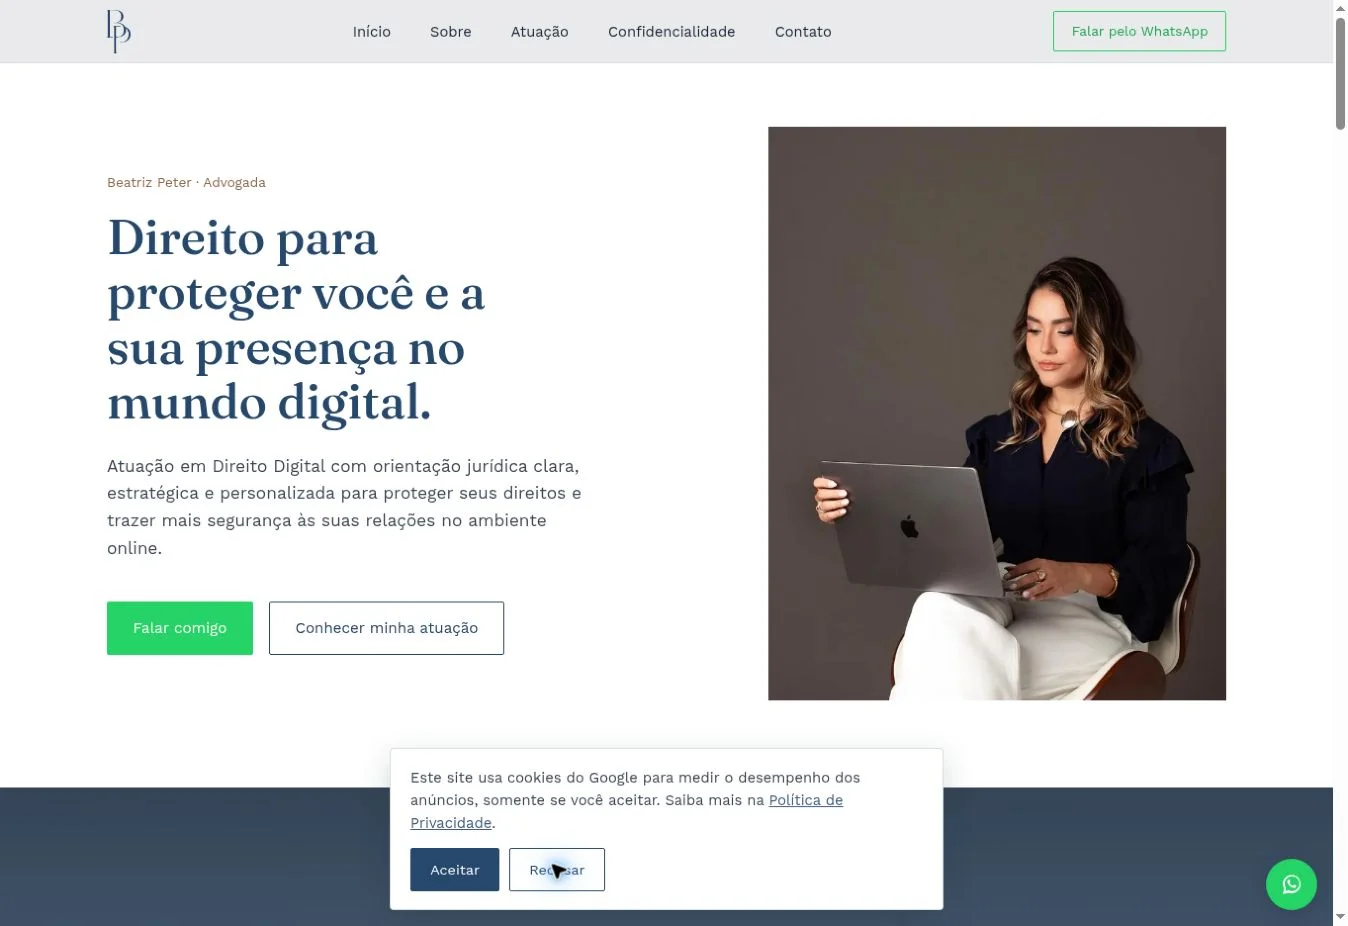 BP
Início
Sobre
Atuação
Confidencialidade
Contato
Falar pelo WhatsApp
Beatriz Peter · Advogada
Direito para
proteger você e a
sua presença no
mundo digital.
Atuação em Direito Digital com orientação jurídica clara,
estratégica e personalizada para proteger seus direitos e
trazer mais segurança às suas relações no ambiente
online.
Falar comigo
Conhecer minha atuação
Este site usa cookies do Google para medir o desempenho dos
anúncios, somente se você aceitar. Saiba mais na Política de
Privacidade.
Aceitar
Recusar